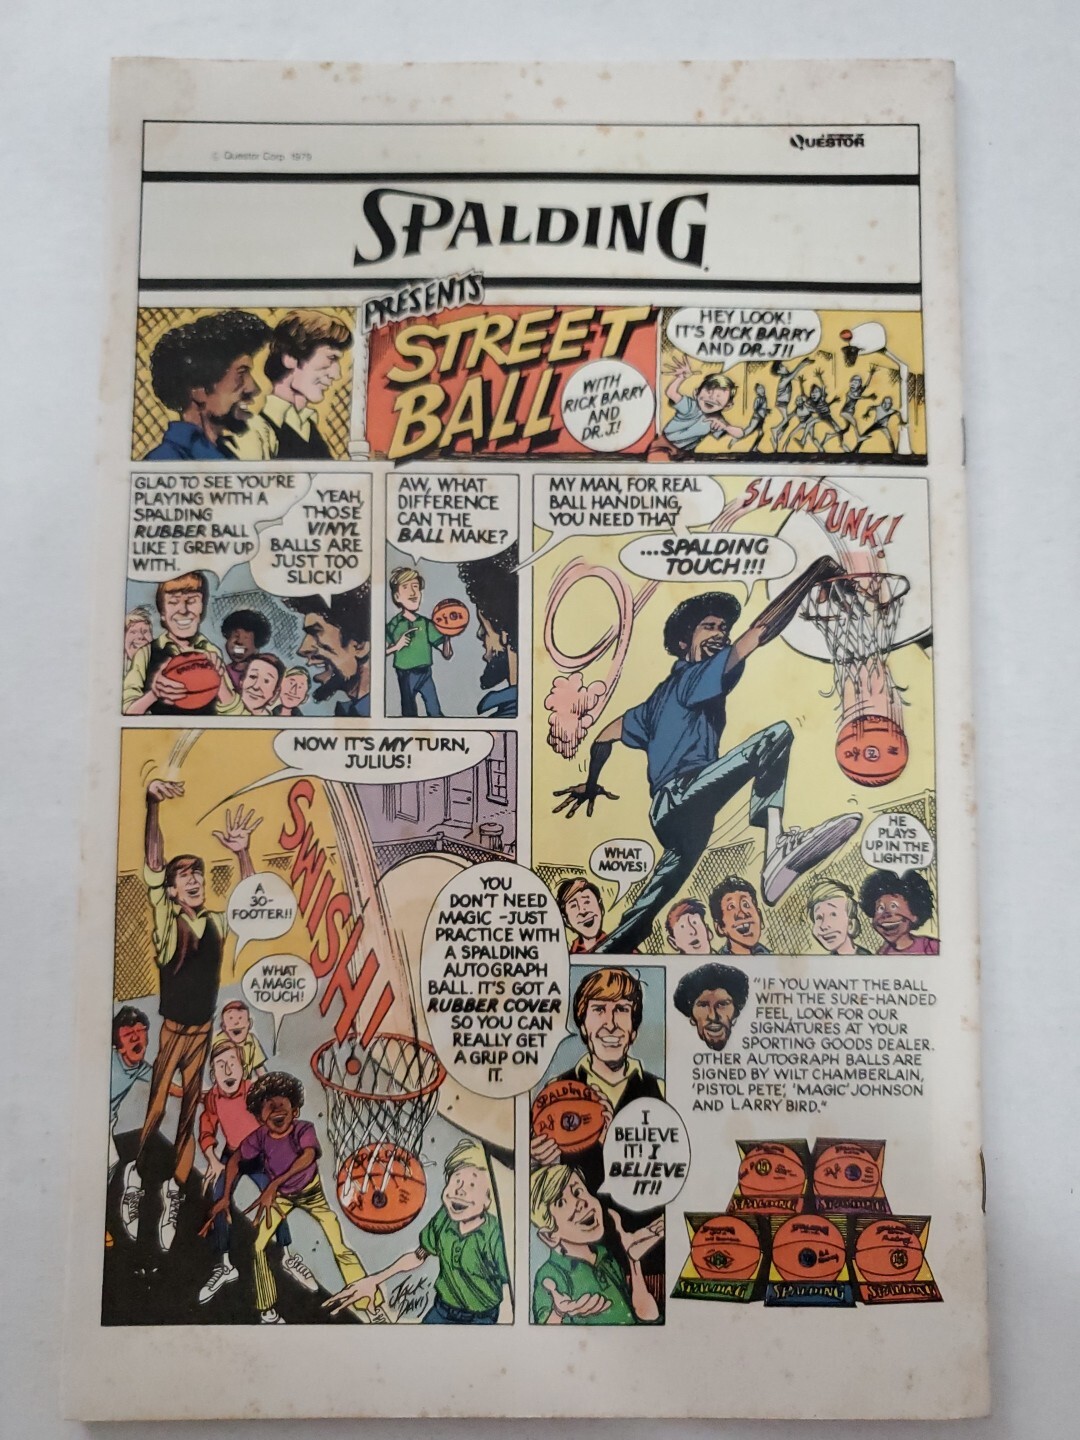 © Questor Corp. 1979
QUESTOR
SPALDING
PRESENTS
STREET
BALL
WITH
RICK BARRY
AND
DR. J!
HEY LOOK!
IT'S RICK BARRY
AND DR. J!!
GLAD TO SEE YOU'RE
PLAYING WITH A
SPALDING
RUBBER BALL
LIKE I GREW UP
WITH.
YEAH,
THOSE
VINYL
BALLS ARE
JUST TOO
SLICK!
AW, WHAT
DIFFERENCE
CAN THE
BALL MAKE?
MY MAN, FOR REAL
BALL HANDLING,
YOU NEED THAT
...SPALDING
TOUCH!!!
SLAM DUNK!
WHAT
MOVES!
HE
PLAYS
UP IN THE
LIGHTS!
NOW IT'S MY TURN,
JULIUS!
SWISH!
A
30-
FOOTER!!
WHAT
A MAGIC
TOUCH!
SPALDING
JACK
DAVIS
YOU
DON'T NEED
MAGIC - JUST
PRACTICE WITH
A SPALDING
AUTOGRAPH
BALL. IT'S GOT A
RUBBER COVER
SO YOU CAN
REALLY GET
A GRIP ON
IT.
SPALDING
I
BELIEVE
IT! I
BELIEVE
IT!!
"IF YOU WANT THE BALL
WITH THE SURE-HANDED
FEEL, LOOK FOR OUR
SIGNATURES AT YOUR
SPORTING GOODS DEALER.
OTHER AUTOGRAPH BALLS ARE
SIGNED BY WILT CHAMBERLAIN,
'PISTOL PETE', 'MAGIC' JOHNSON
AND LARRY BIRD."
SPALDING
SPALDING
SPALDING
SPALDING
SPALDING